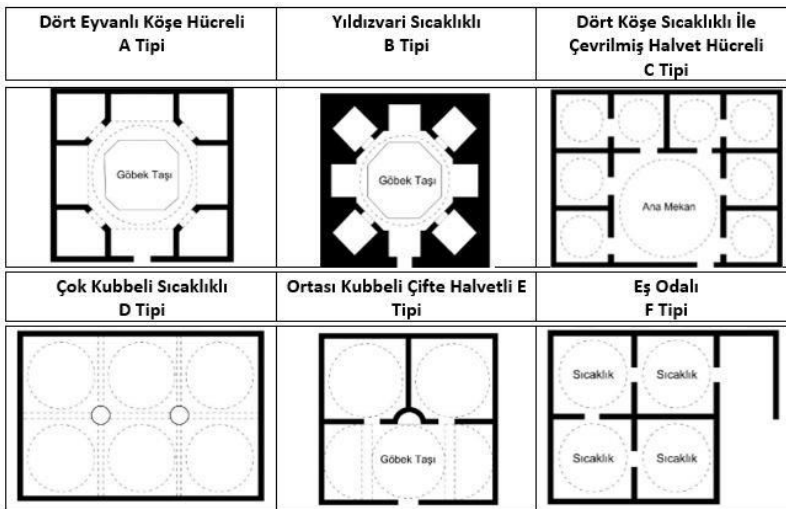 Dört Eyvanlı Köşe Hücreli
A Tipi
Yıldızvari Sıcaklıklı
B Tipi
Dört Köşe Sıcaklıklı İle
Çevrilmiş Halvet Hücreli
C Tipi
Göbek Taşı
Göbek Taşı
Ana Mekan
Çok Kubbeli Sıcaklıklı
D Tipi
Ortası Kubbeli Çifte Halvetli E
Tipi
Eş Odalı
F Tipi
Göbek Taşı
Sıcaklık
Sıcaklık
Sıcaklık
Sıcaklık